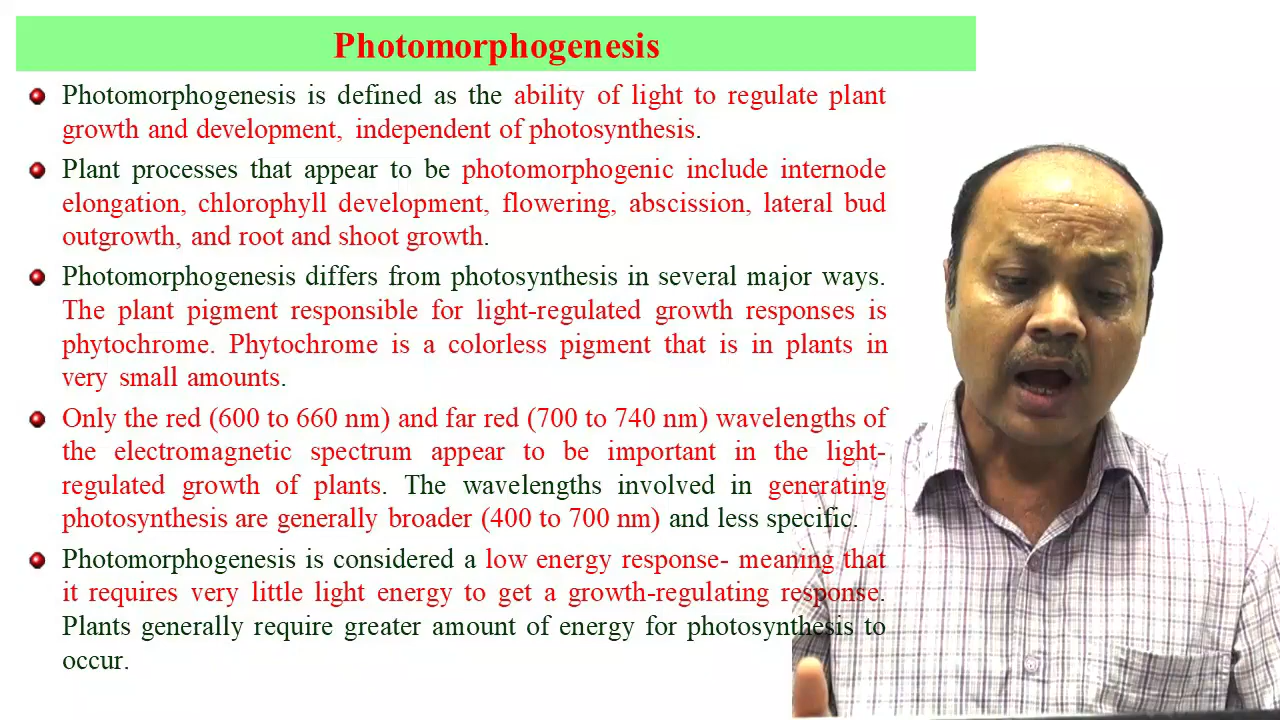 Photomorphogenesis
Photomorphogenesis is defined as the ability of light to regulate plant
growth and development, independent of photosynthesis.
Plant processes that appear to be photomorphogenic include internode
elongation, chlorophyll development, flowering, abscission, lateral bud
outgrowth, and root and shoot growth.
Photomorphogenesis differs from photosynthesis in several major ways.
The plant pigment responsible for light-regulated growth responses is
phytochrome. Phytochrome is a colorless pigment that is in plants in
very small amounts.
Only the red (600 to 660 nm) and far red (700 to 740 nm) wavelengths of
the electromagnetic spectrum appear to be important in the light-
regulated growth of plants. The wavelengths involved in generating
photosynthesis are generally broader (400 to 700 nm) and less specific.
Photomorphogenesis is considered a low energy response- meaning that
it requires very little light energy to get a growth-regulating response.
Plants generally require greater amount of energy for photosynthesis to
occur.